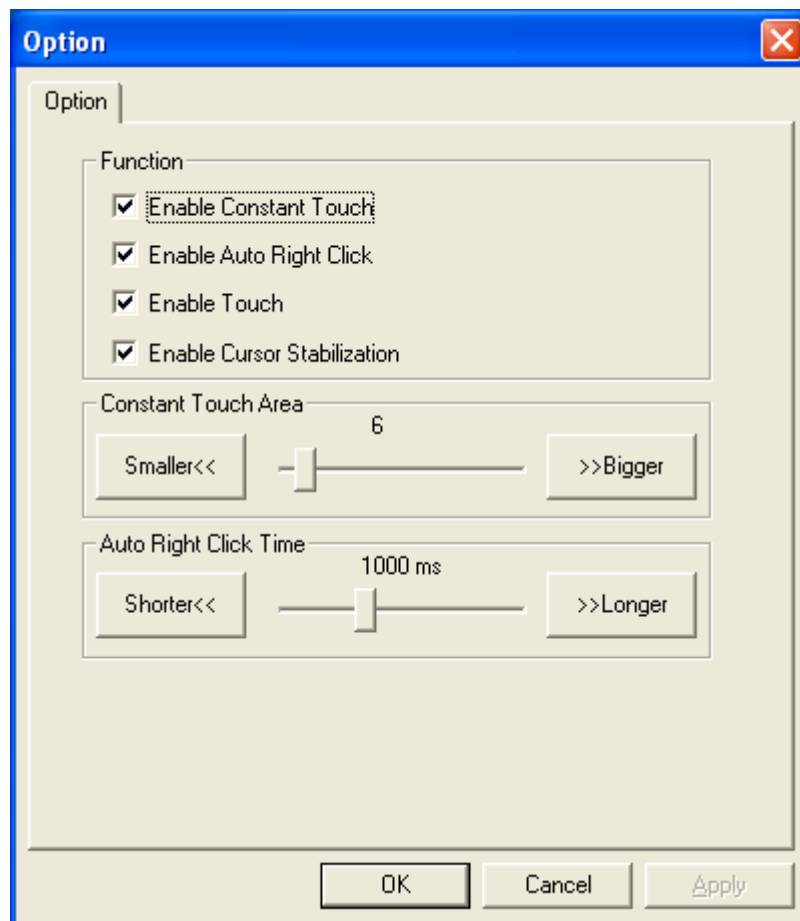 Option
Option
Function
Enable Constant Touch
Enable Auto Right Click
Enable Touch
Enable Cursor Stabilization
Constant Touch Area
6
Smaller<<
>>Bigger
Auto Right Click Time
1000 ms
Shorter<<
>>Longer
OK
Cancel
Apply